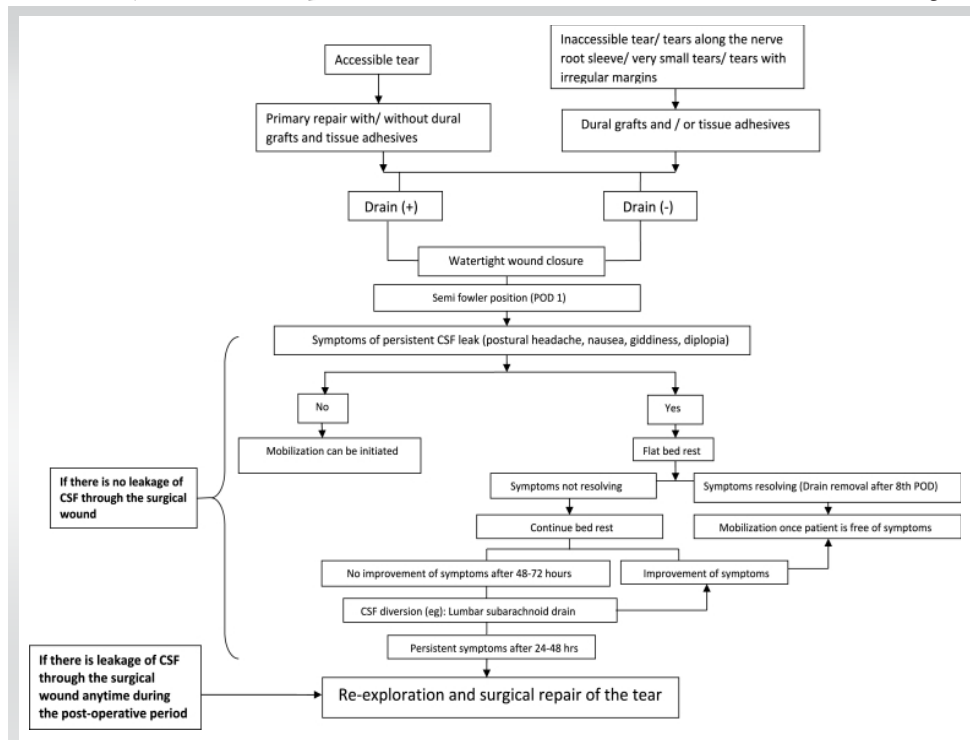 Accessible tear
Inaccessible tear/ tears along the nerve
root sleeve/ very small tears/ tears with
irregular margins
Primary repair with/ without dural
grafts and tissue adhesives
Dural grafts and / or tissue adhesives
Drain (+)
Drain (-)
Watertight wound closure
Semi fowler position (POD 1)
Symptoms of persistent CSF leak (postural headache, nausea, giddiness, diplopia)
No
Yes
Mobilization can be initiated
Flat bed rest
If there is no leakage of
CSF through the surgical
wound
Symptoms not resolving
Symptoms resolving (Drain removal after 8th POD)
Continue bed rest
Mobilization once patient is free of symptoms
No improvement of symptoms after 48-72 hours
Improvement of symptoms
CSF diversion (eg): Lumbar subarachnoid drain
Persistent symptoms after 24-48 hrs
If there is leakage of CSF
through the surgical
wound anytime during
the post-operative period
Re-exploration and surgical repair of the tear